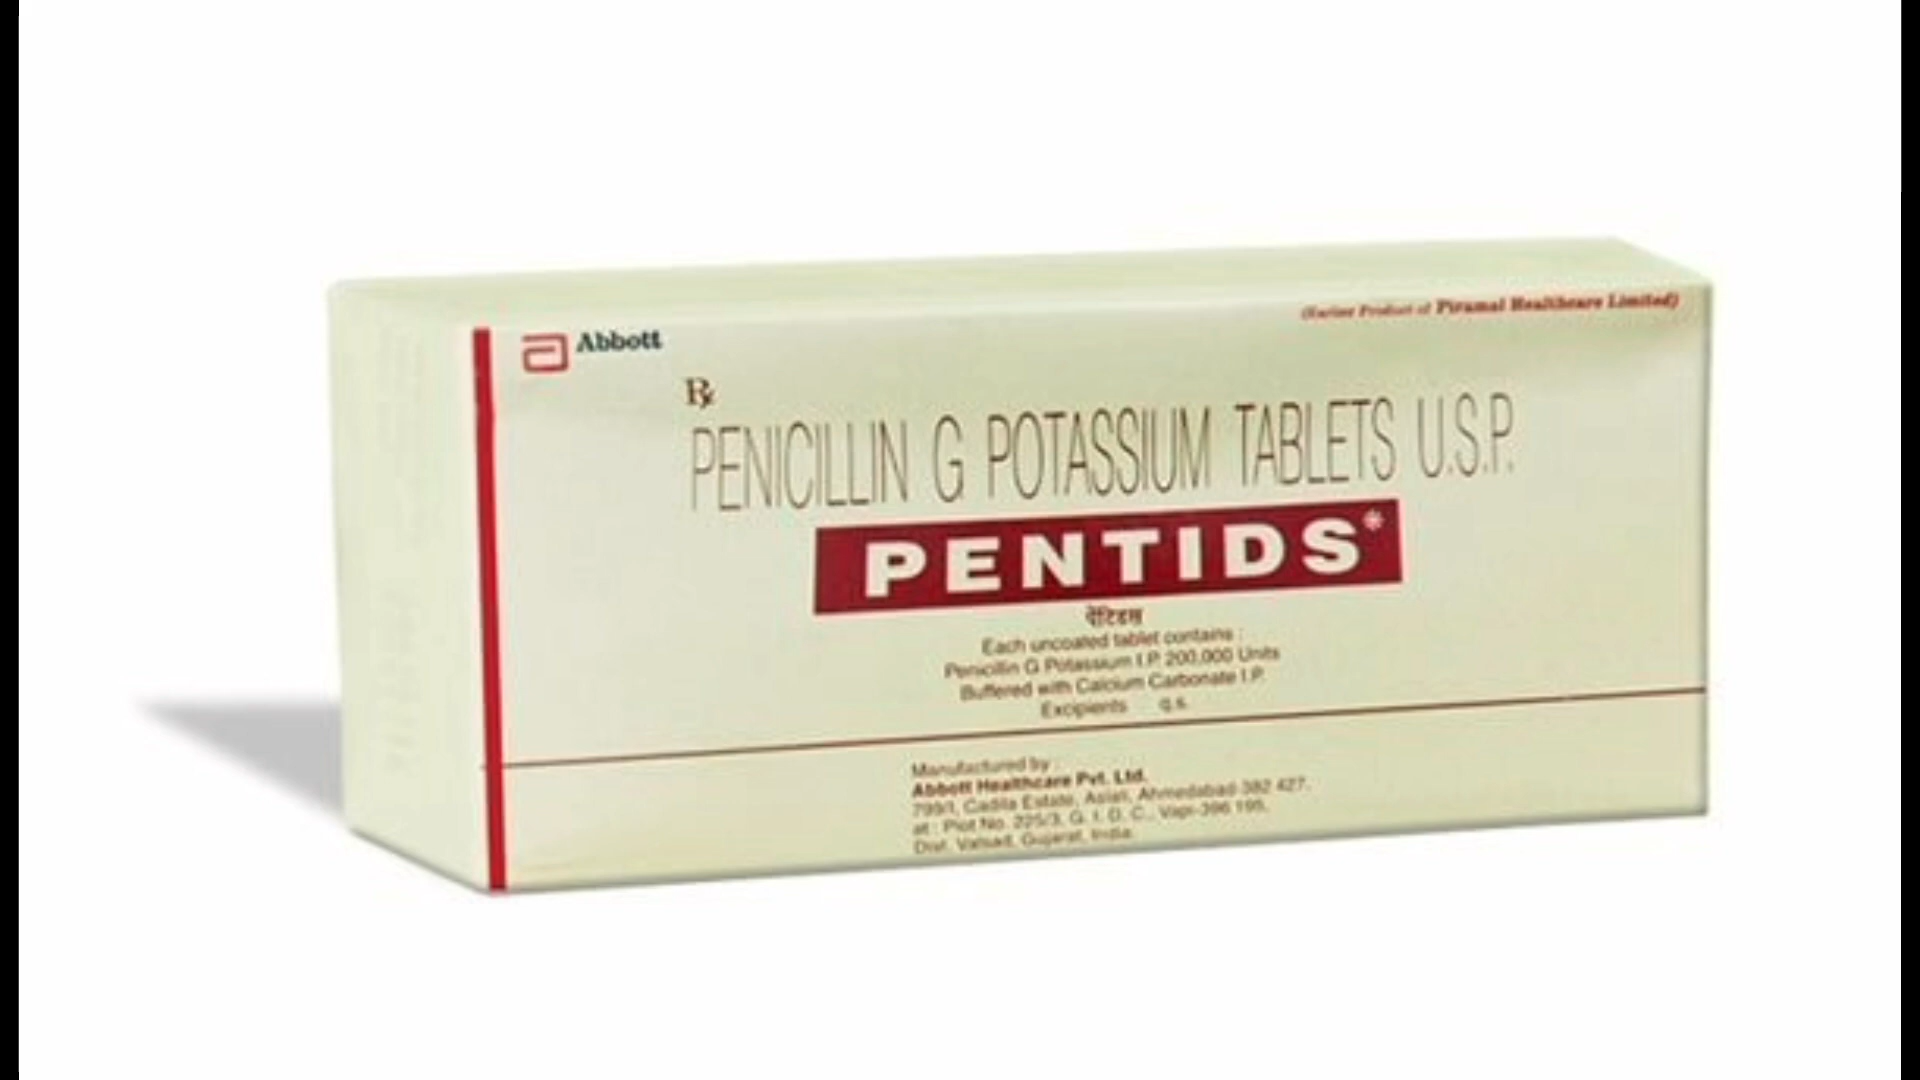 Abbott
(Earlier Product of Piramal Healthcare Limited)
Rx
PENICILLIN G POTASSIUM TABLETS U.S.P.
PENTIDS*
पेंटिड्स
Each uncoated tablet contains :
Penicillin G Potassium I.P. 200,000 Units
Buffered with Calcium Carbonate I.P.
Excipients q.s.
Manufactured by :
Abbott Healthcare Pvt. Ltd.
799/1, Cadila Estate, Aslali, Ahmedabad-382 427.
at : Plot No. 225/3, G. I. D. C., Vapi-396 195,
Dist. Valsad, Gujarat, India.